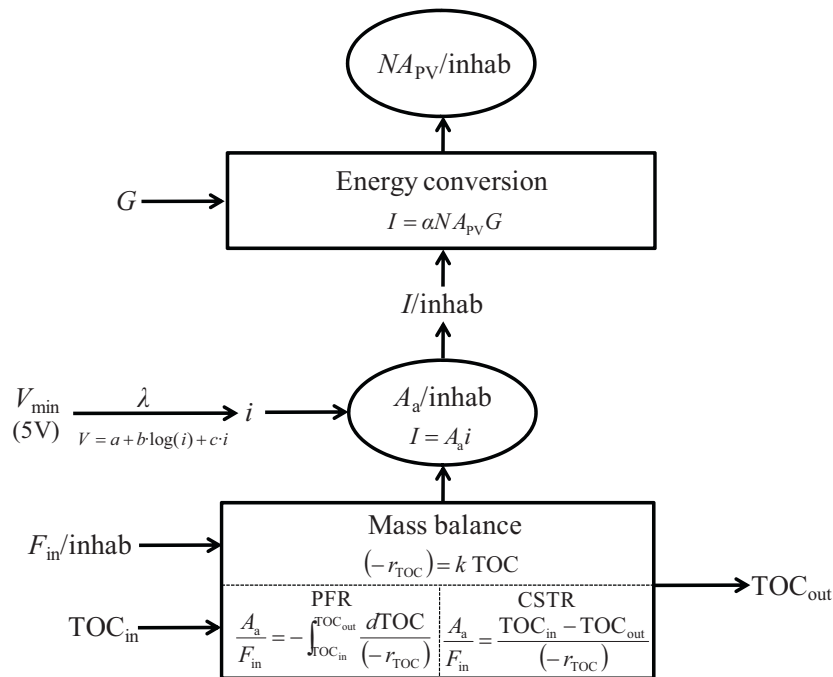 NA_PV/inhab
Energy conversion
G
I = αNA_PV G
I/inhab
V_min
(5V)
λ
V = a + b·log(i) + c·i
i
A_a/inhab
I = A_a i
Mass balance
F_in/inhab
(−r_TOC) = k TOC
TOC_out
TOC_in
PFR
A_a/F_in = −∫_TOC_in^TOC_out dTOC/(−r_TOC)
CSTR
A_a/F_in = (TOC_in − TOC_out)/(−r_TOC)